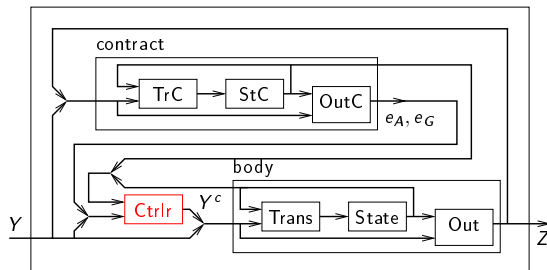 contract
TrC
StC
OutC
e_A, e_G
body
Ctrlr
Y^c
Y
Trans
State
Out
Z